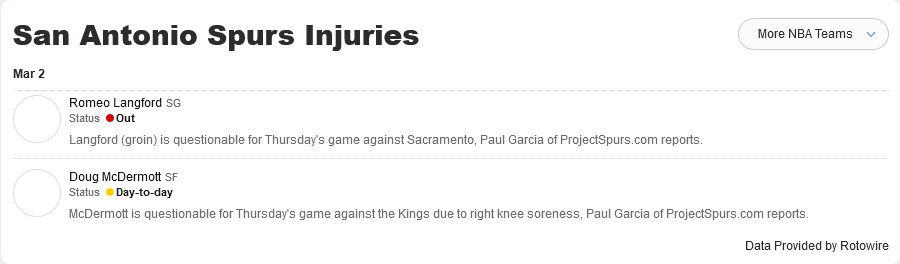 San Antonio Spurs Injuries
More NBA Teams
Mar 2
Romeo Langford SG
Status Out
Langford (groin) is questionable for Thursday's game against Sacramento, Paul Garcia of ProjectSpurs.com reports.
Doug McDermott SF
Status Day-to-day
McDermott is questionable for Thursday's game against the Kings due to right knee soreness, Paul Garcia of ProjectSpurs.com reports.
Data Provided by Rotowire